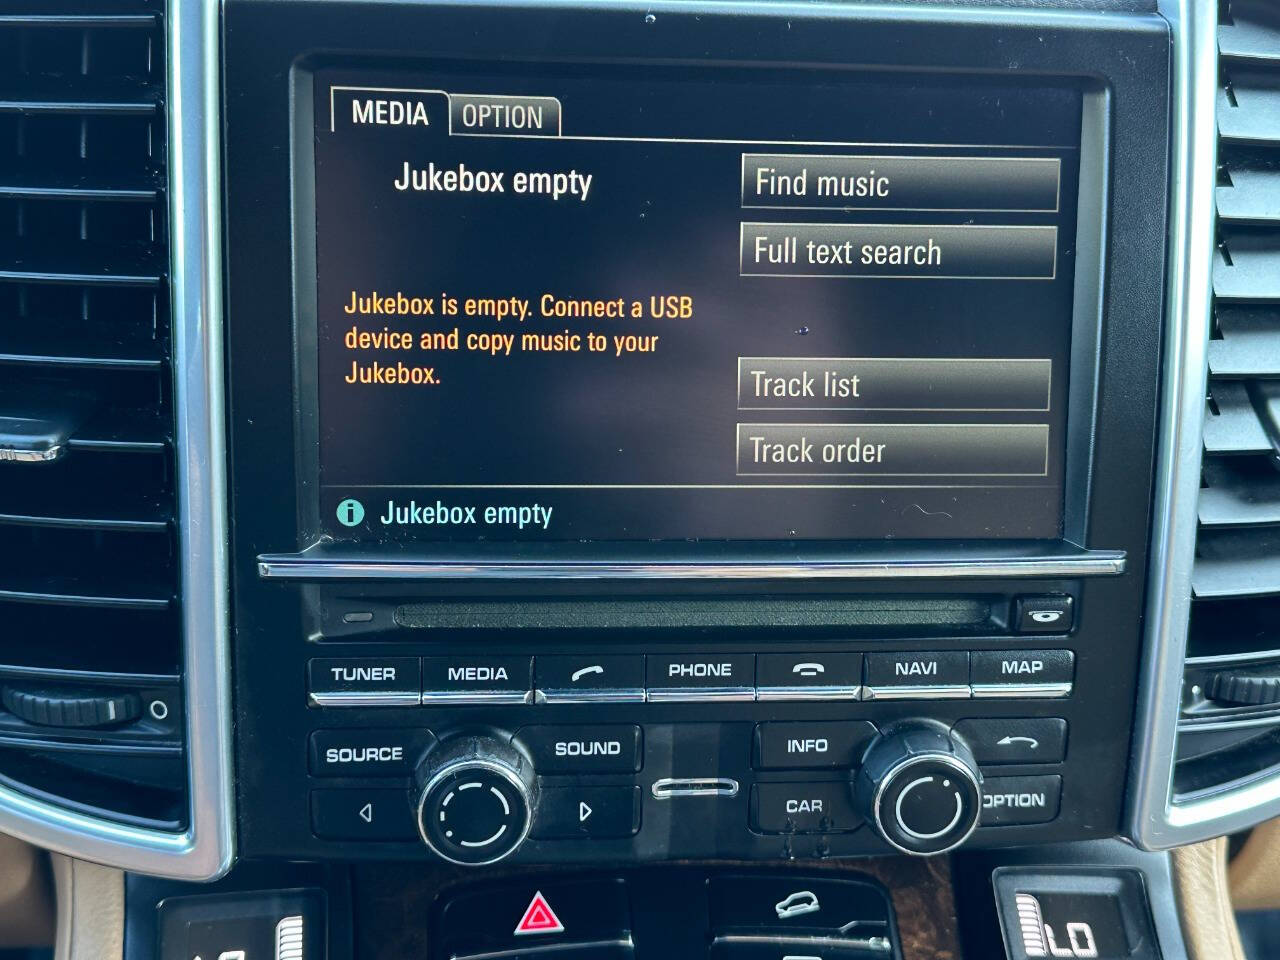 MEDIA
OPTION
Jukebox empty
Find music
Full text search
Jukebox is empty. Connect a USB
device and copy music to your
Jukebox.
Track list
Track order
Jukebox empty
TUNER
MEDIA
PHONE
NAVI
MAP
SOURCE
SOUND
INFO
CAR
OPTION
LO